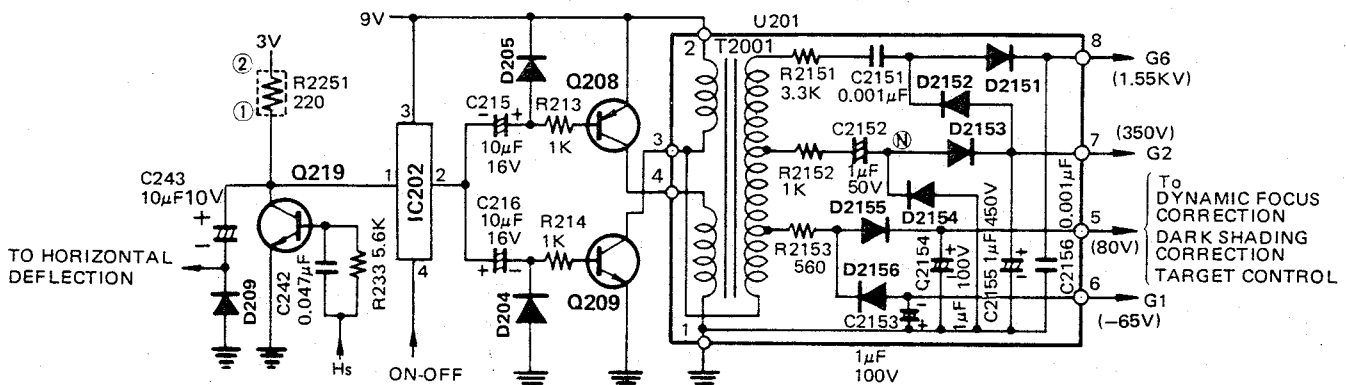 9V
U201
3V
②
R2251
220
①
D205
Q208
2
T2001
R2151
3.3K
C2151
0.001µF
D2152
D2151
8
G6
(1.55KV)
C215
- +
10µF
16V
R213
1K
3
3
4
C2152
1µF
50V
Ⓝ
D2153
7
(350V)
G2
R2152
1K
C243
10µF10V
+
-
Q219
1
IC202
2
4
C216
10µF
16V
+ -
R214
1K
Q209
D2155
D2154
R2153
560
D2156
C2154
1µF 100V
+
C2155 1µF 450V
+
-
C2156 0.001µF
5
(80V)
To
DYNAMIC FOCUS
CORRECTION
DARK SHADING
CORRECTION
TARGET CONTROL
6
G1
(-65V)
TO HORIZONTAL
DEFLECTION
D209
C242
0.047µF
R233 5.6K
Hs
ON-OFF
D204
1
C2153
- +
1µF
100V